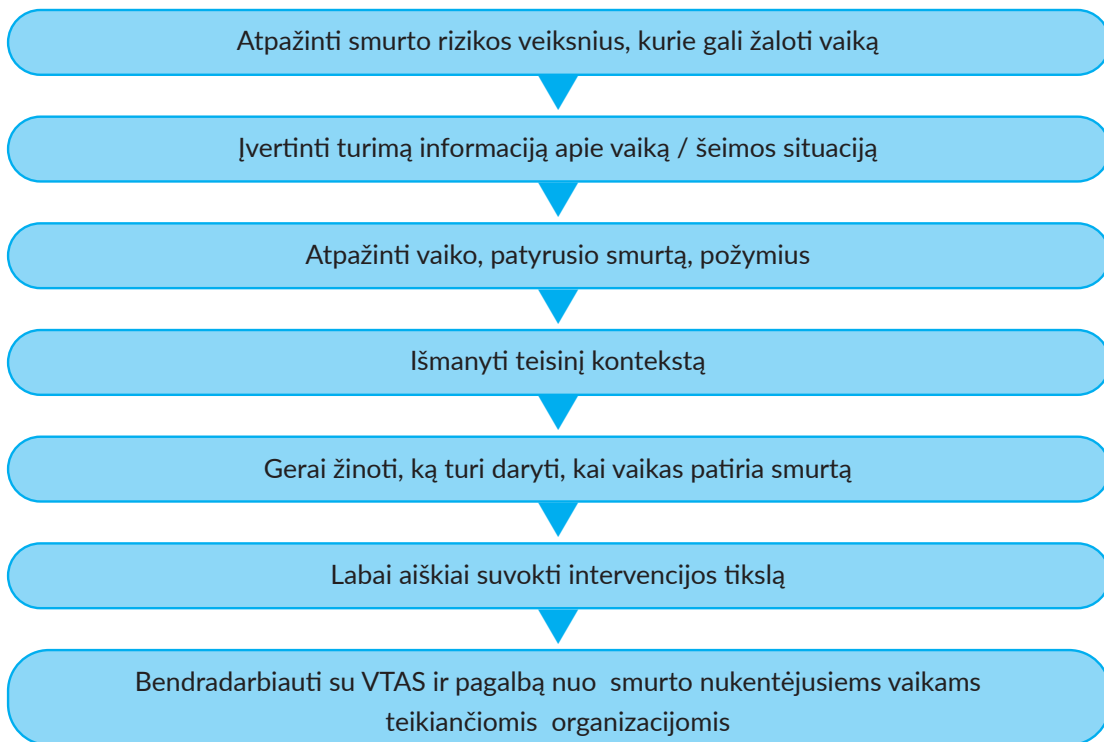 Atpažinti smurto rizikos veiksnius, kurie gali žaloti vaiką
Įvertinti turimą informaciją apie vaiką / šeimos situaciją
Atpažinti vaiko, patyrusio smurtą, požymius
Išmanyti teisinį kontekstą
Gerai žinoti, ką turi daryti, kai vaikas patiria smurtą
Labai aiškiai suvokti intervencijos tikslą
Bendradarbiauti su VTAS ir pagalbą nuo smurto nukentėjusiems vaikams
teikiančiomis organizacijomis